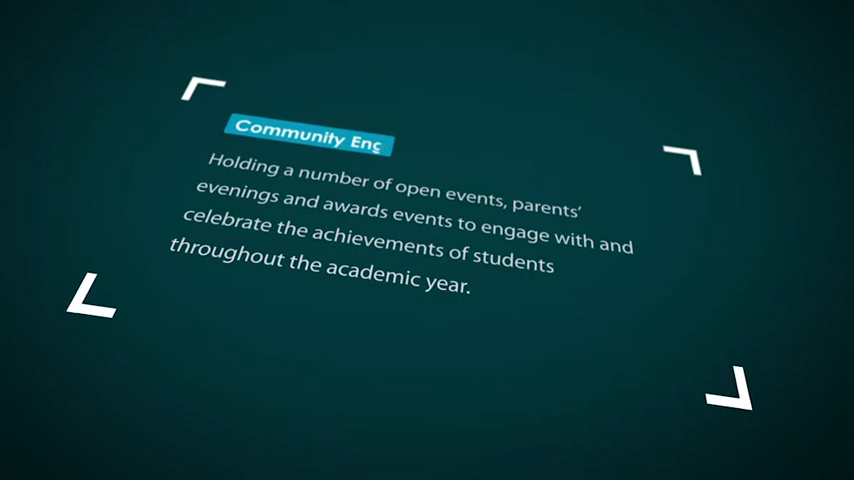 Community Eng
Holding a number of open events, parents’
evenings and awards events to engage with and
celebrate the achievements of students
throughout the academic year.